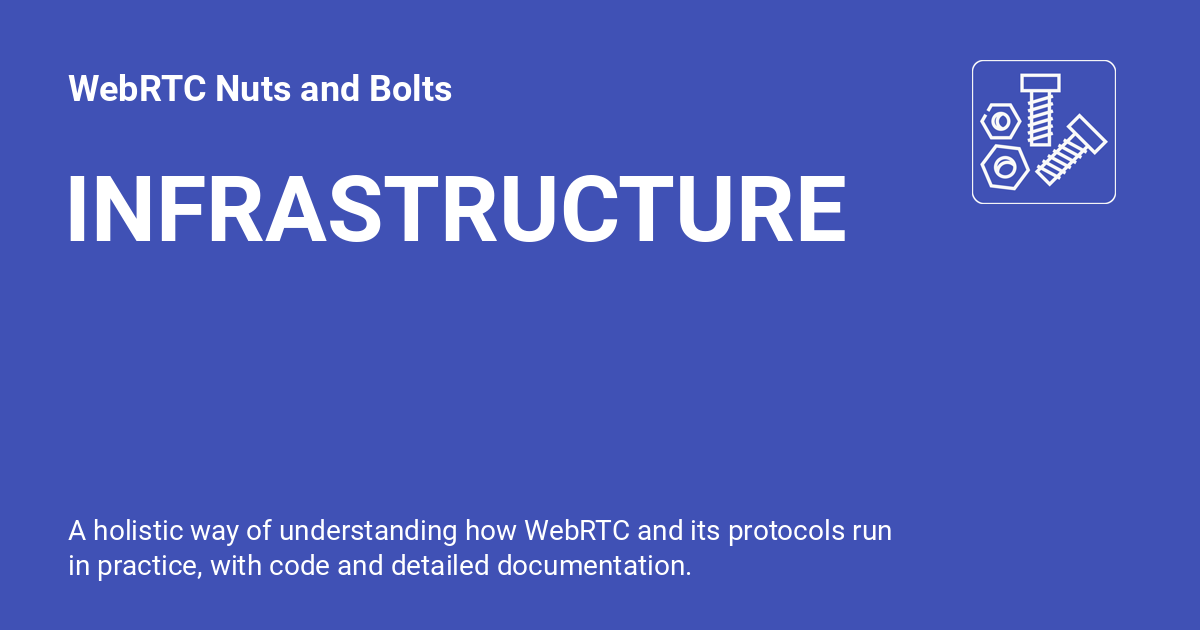 WebRTC Nuts and Bolts
INFRASTRUCTURE
A holistic way of understanding how WebRTC and its protocols run
in practice, with code and detailed documentation.